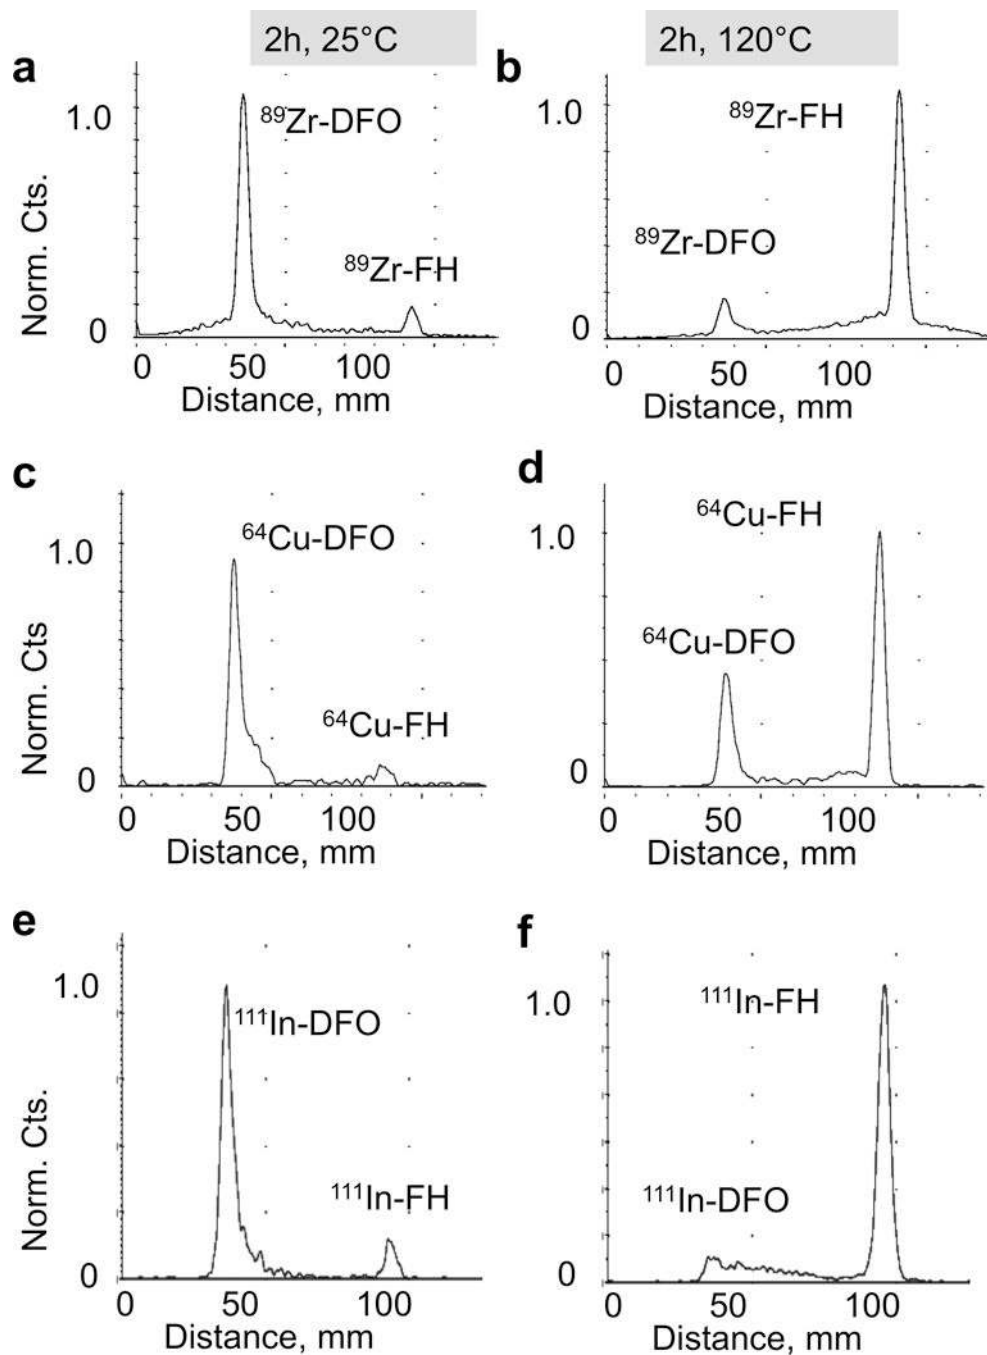 2h, 25°C
2h, 120°C
a
1.0
⁸⁹Zr-DFO
⁸⁹Zr-FH
Norm. Cts.
0
0 50 100
Distance, mm
b
1.0
⁸⁹Zr-FH
⁸⁹Zr-DFO
0
0 50 100
Distance, mm
c
1.0
⁶⁴Cu-DFO
⁶⁴Cu-FH
Norm. Cts
0
0 50 100
Distance, mm
d
1.0
⁶⁴Cu-FH
⁶⁴Cu-DFO
0
0 50 100
Distance, mm
e
1.0
¹¹¹In-DFO
¹¹¹In-FH
Norm. Cts.
0
0 50 100
Distance, mm
f
1.0
¹¹¹In-FH
¹¹¹In-DFO
0
0 50 100
Distance, mm